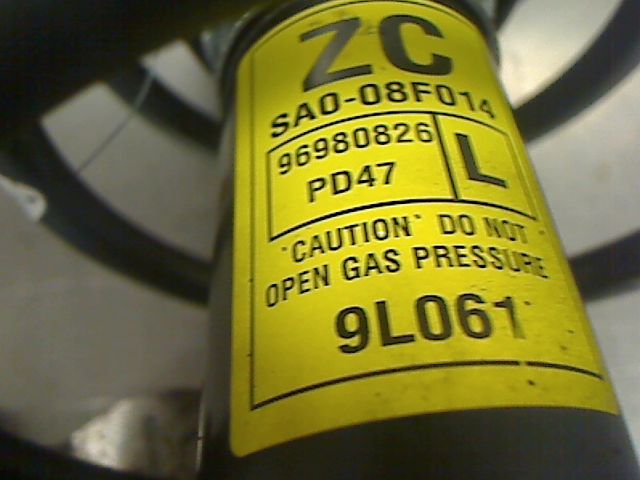 ZC
SA0-08F014
96980826 L
PD47
"CAUTION" DO NOT
OPEN GAS PRESSURE
9L061